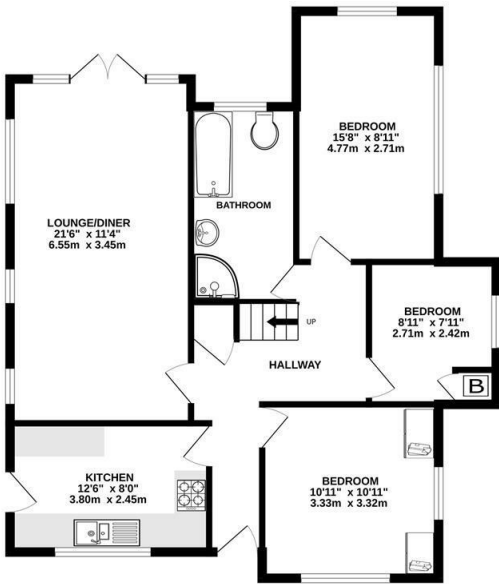 BEDROOM
15'8" x 8'11"
4.77m x 2.71m
LOUNGE/DINER
21'6" x 11'4"
6.55m x 3.45m
BATHROOM
BEDROOM
8'11" x 7'11"
2.71m x 2.42m
UP
HALLWAY
B
KITCHEN
12'6" x 8'0"
3.80m x 2.45m
BEDROOM
10'11" x 10'11"
3.33m x 3.32m